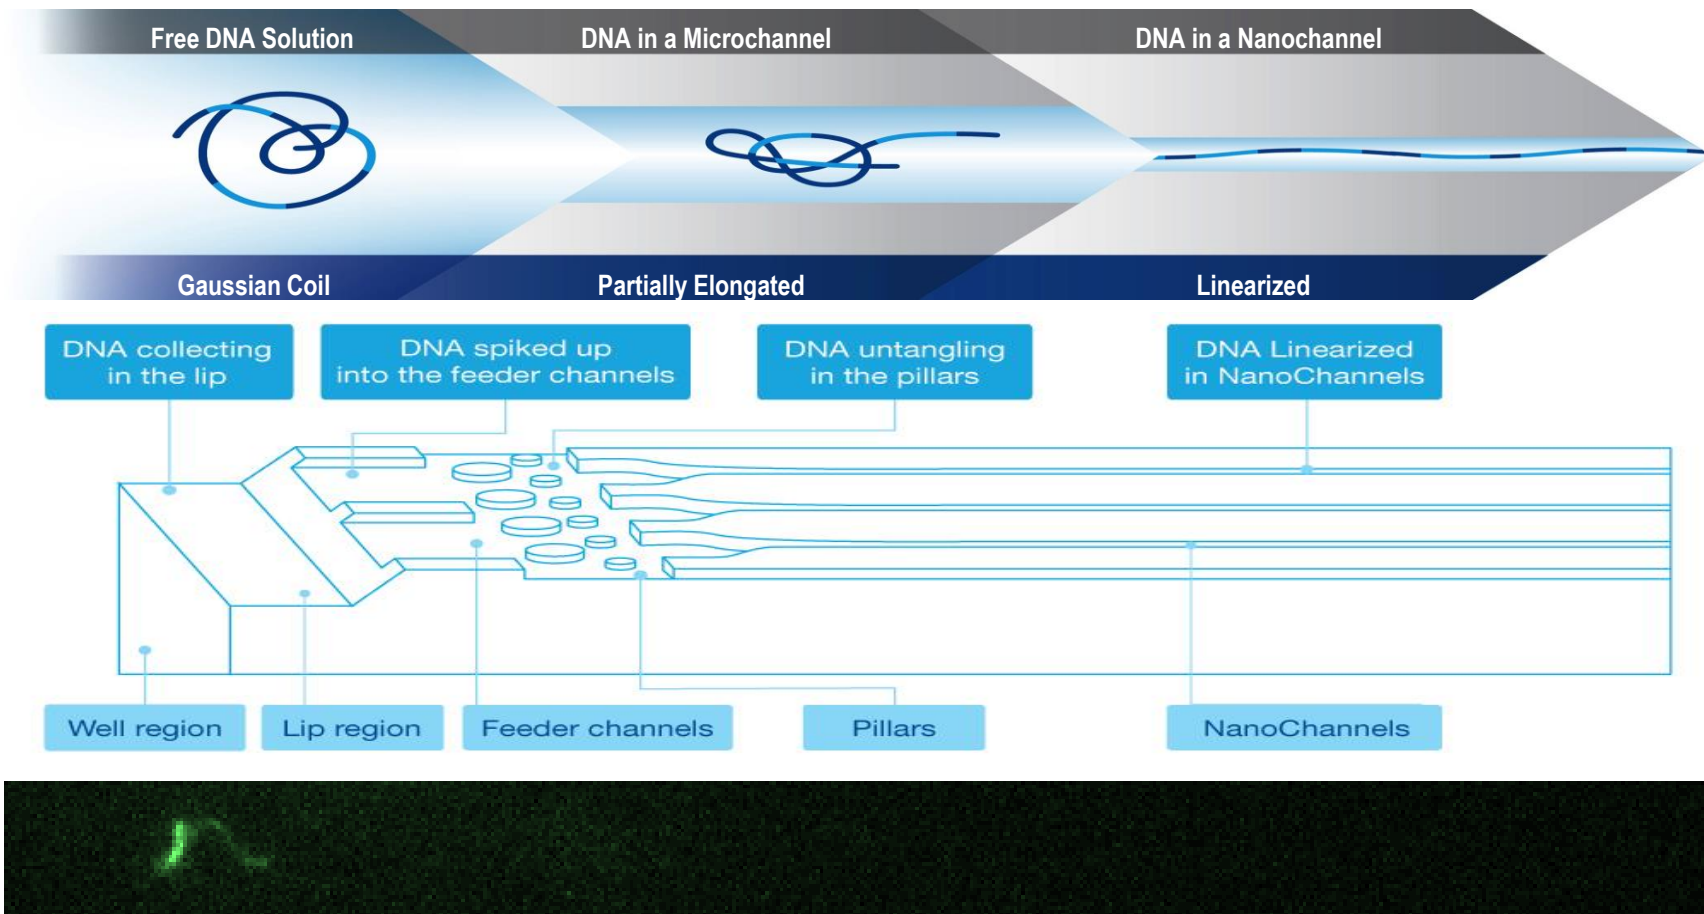 Free DNA Solution
DNA in a Microchannel
DNA in a Nanochannel
Gaussian Coil
Partially Elongated
Linearized
DNA collecting
in the lip
DNA spiked up
into the feeder channels
DNA untangling
in the pillars
DNA Linearized
in NanoChannels
Well region
Lip region
Feeder channels
Pillars
NanoChannels